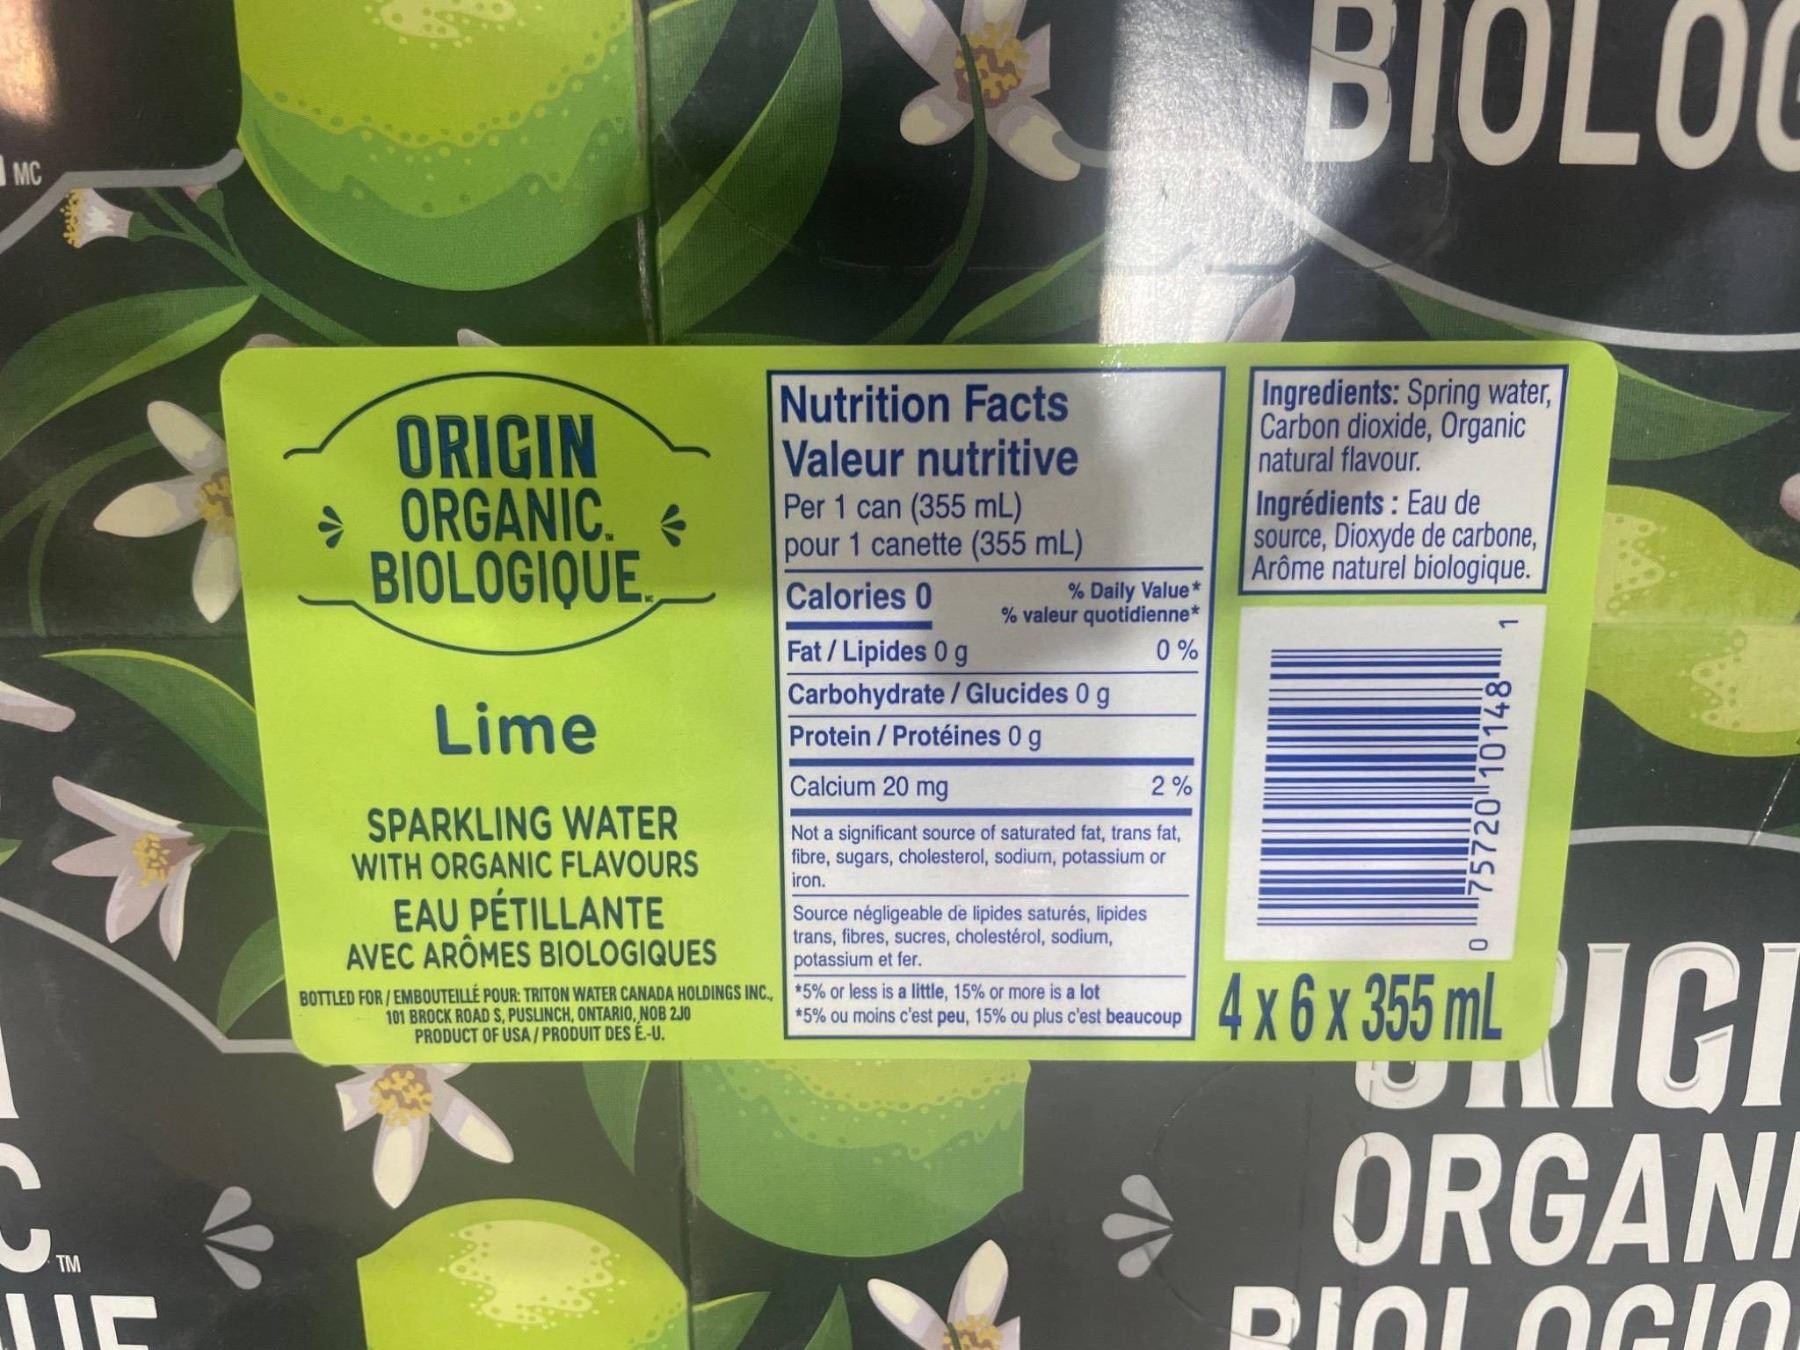 MC
BIOLOG
ORIGIN
ORGANIC™
BIOLOGIQUE MC
Lime
SPARKLING WATER
WITH ORGANIC FLAVOURS
EAU PÉTILLANTE
AVEC ARÔMES BIOLOGIQUES
BOTTLED FOR / EMBOUTEILLÉ POUR: TRITON WATER CANADA HOLDINGS INC.,
101 BROCK ROAD S, PUSLINCH, ONTARIO, N0B 2J0
PRODUCT OF USA / PRODUIT DES É.-U.
Nutrition Facts
Valeur nutritive
Per 1 can (355 mL)
pour 1 canette (355 mL)
Calories 0
% Daily Value*
% valeur quotidienne*
Fat / Lipides 0 g 0 %
Carbohydrate / Glucides 0 g
Protein / Protéines 0 g
Calcium 20 mg 2 %
Not a significant source of saturated fat, trans fat,
fibre, sugars, cholesterol, sodium, potassium or
iron.
Source négligeable de lipides saturés, lipides
trans, fibres, sucres, cholestérol, sodium,
potassium et fer.
*5% or less is a little, 15% or more is a lot
*5% ou moins c'est peu, 15% ou plus c'est beaucoup
Ingredients: Spring water,
Carbon dioxide, Organic
natural flavour.
Ingrédients : Eau de
source, Dioxyde de carbone,
Arôme naturel biologique.
0 75720 10148 1
4 x 6 x 355 mL
C™
UE
ORIGI
ORGANI
BIOLOGIQ